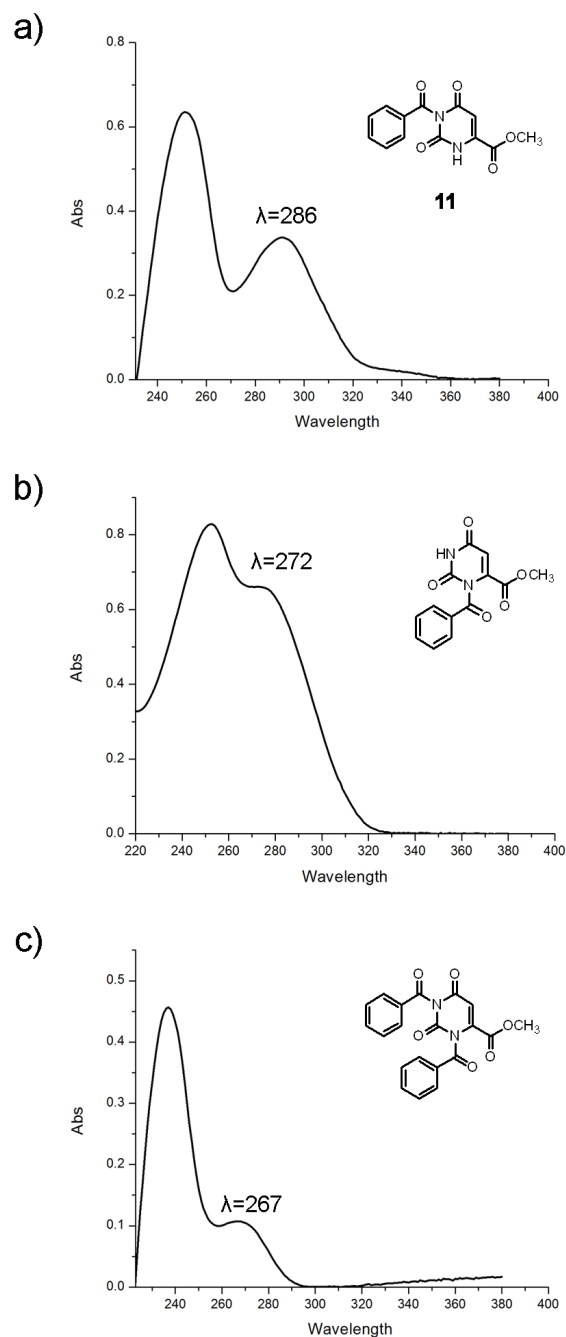 a)
0.8
0.6
0.4
0.2
0.0
Abs
240 260 280 300 320 340 360 380 400
Wavelength
λ=286
O O
N
O N
H
OCH3
O
11
b)
0.8
0.6
0.4
0.2
0.0
Abs
220 240 260 280 300 320 340 360 380 400
Wavelength
λ=272
O
HN
O N
OCH3
O
O
c)
0.5
0.4
0.3
0.2
0.1
0.0
Abs
240 260 280 300 320 340 360 380 400
Wavelength
λ=267
O O
N
O N
OCH3
O
O